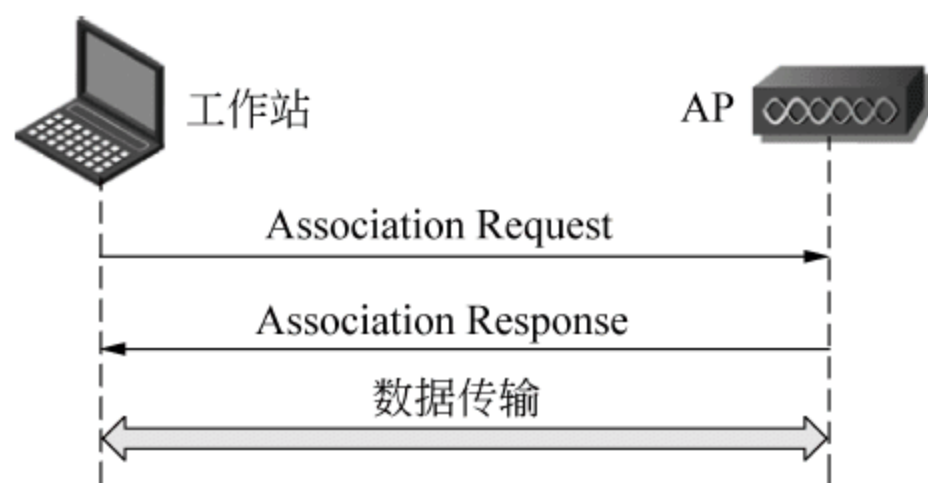 工作站
AP
Association Request
Association Response
数据传输